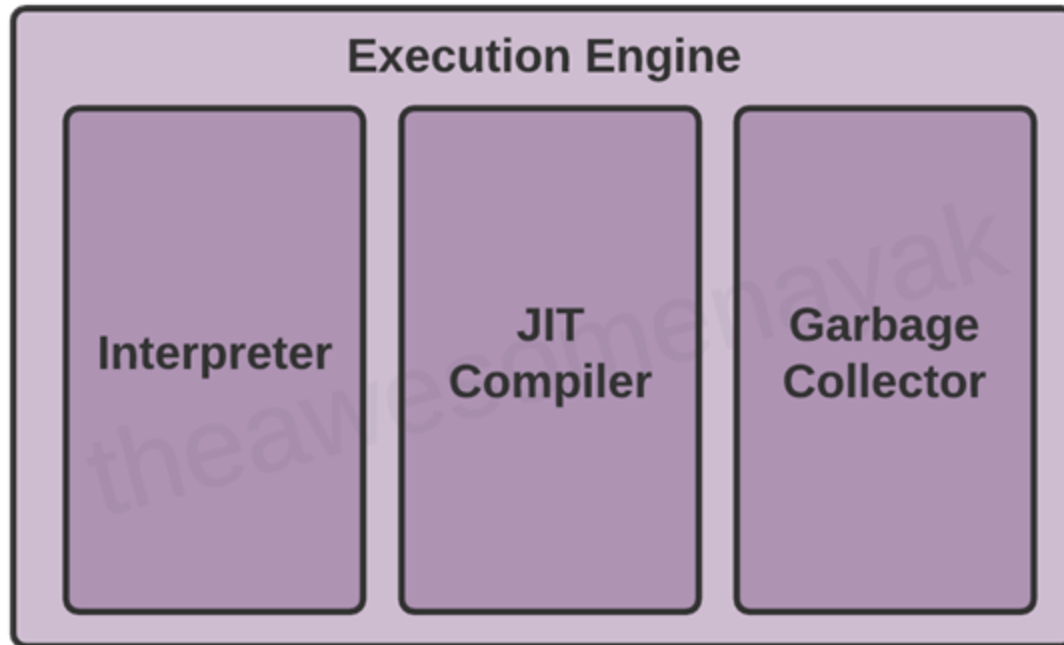 Execution Engine
Interpreter
JIT
Compiler
Garbage
Collector
theawesomenayak